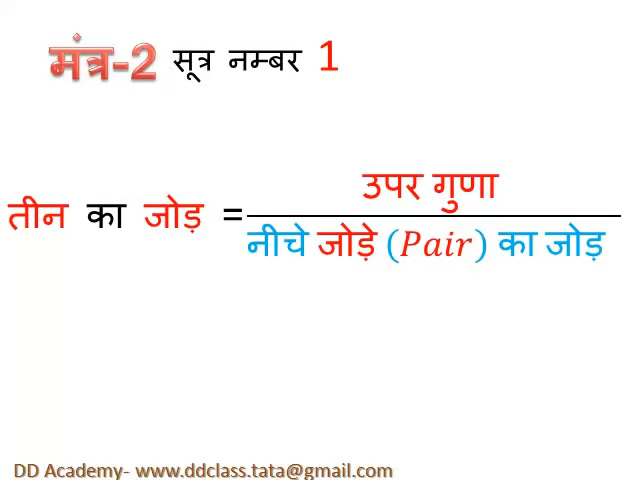 मंत्र-2 सूत्र नम्बर 1
तीन का जोड़ = उपर गुणा
नीचे जोड़े (Pair) का जोड़
DD Academy- www.ddclass.tata@gmail.com